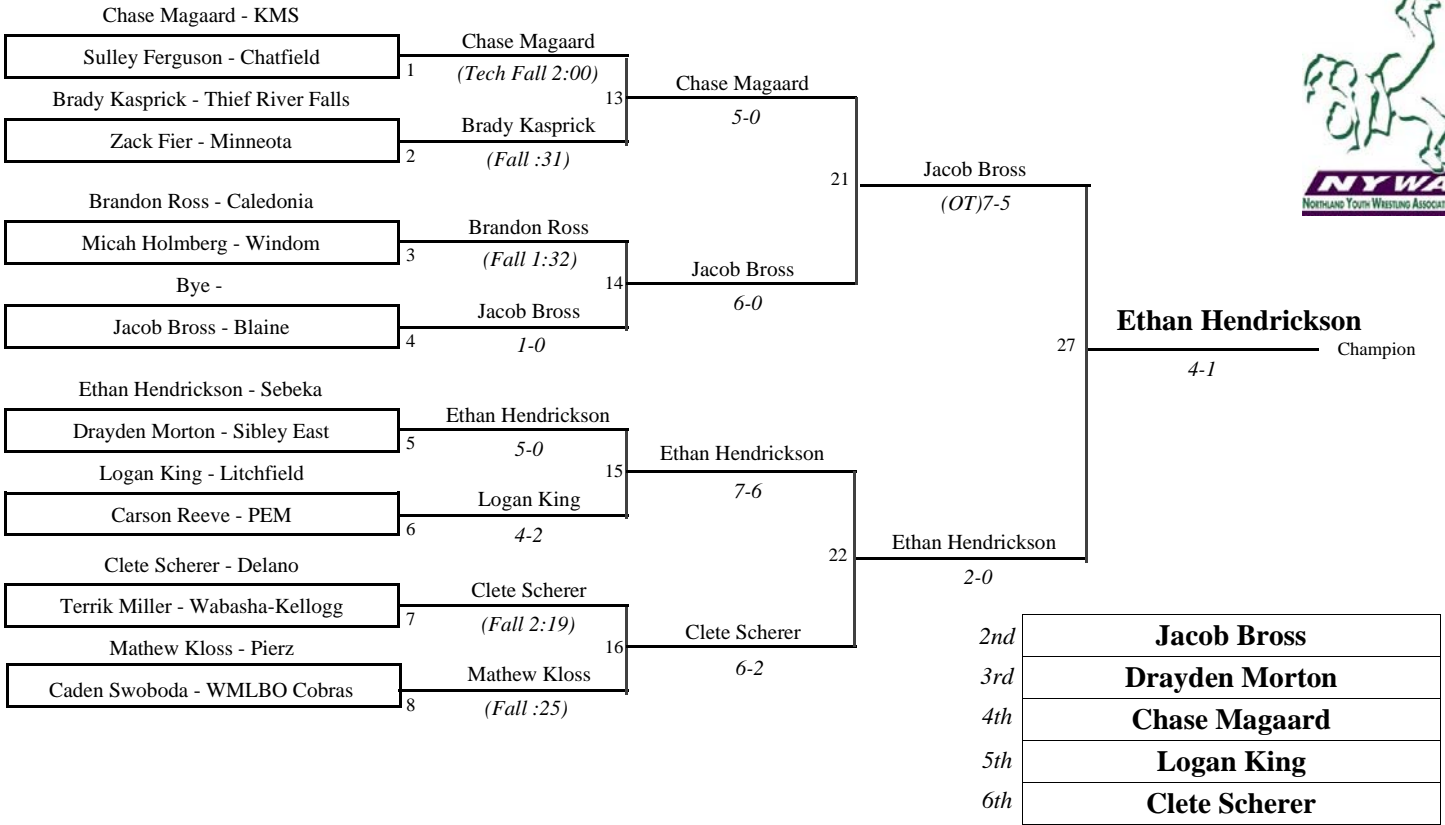 Chase Magaard - KMS
Sulley Ferguson - Chatfield
1
Brady Kasprick - Thief River Falls
Zack Fier - Minneota
2
Brandon Ross - Caledonia
Micah Holmberg - Windom
3
Bye -
Jacob Bross - Blaine
4
Ethan Hendrickson - Sebeka
Drayden Morton - Sibley East
5
Logan King - Litchfield
Carson Reeve - PEM
6
Clete Scherer - Delano
Terrik Miller - Wabasha-Kellogg
7
Mathew Kloss - Pierz
Caden Swoboda - WMLBO Cobras
8
Chase Magaard
(Tech Fall 2:00)
13
Brady Kasprick
(Fall :31)
Brandon Ross
(Fall 1:32)
14
Jacob Bross
1-0
Ethan Hendrickson
5-0
15
Logan King
4-2
Clete Scherer
(Fall 2:19)
16
Mathew Kloss
(Fall :25)
Chase Magaard
5-0
21
Jacob Bross
6-0
Ethan Hendrickson
7-6
22
Clete Scherer
6-2
Jacob Bross
(OT)7-5
27
Ethan Hendrickson
2-0
Ethan Hendrickson
Champion
4-1
NYWA
NORTHLAND YOUTH WRESTLING ASSOCIAT
2nd Jacob Bross
3rd Drayden Morton
4th Chase Magaard
5th Logan King
6th Clete Scherer